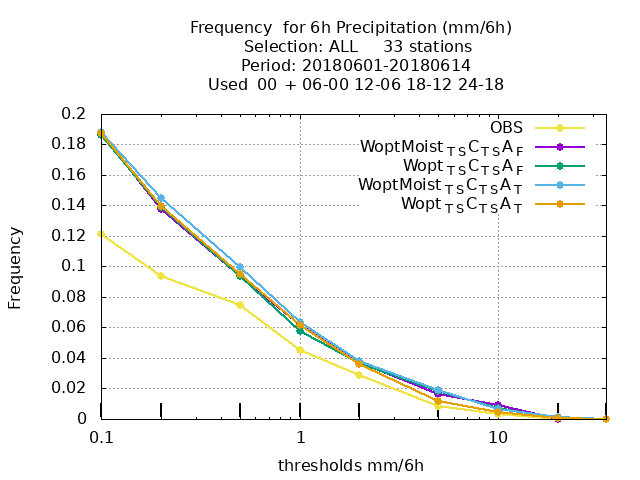 Frequency for 6h Precipitation (mm/6h)
Selection: ALL 33 stations
Period: 20180601-20180614
Used 00 + 06-00 12-06 18-12 24-18
0.2
0.18
0.16
0.14
0.12
0.1
0.08
0.06
0.04
0.02
0
Frequency
OBS
WoptMoist TS C TS A F
Wopt TS C TS A F
WoptMoist TS C TS A T
Wopt TS C TS A T
0.1 1 10
thresholds mm/6h